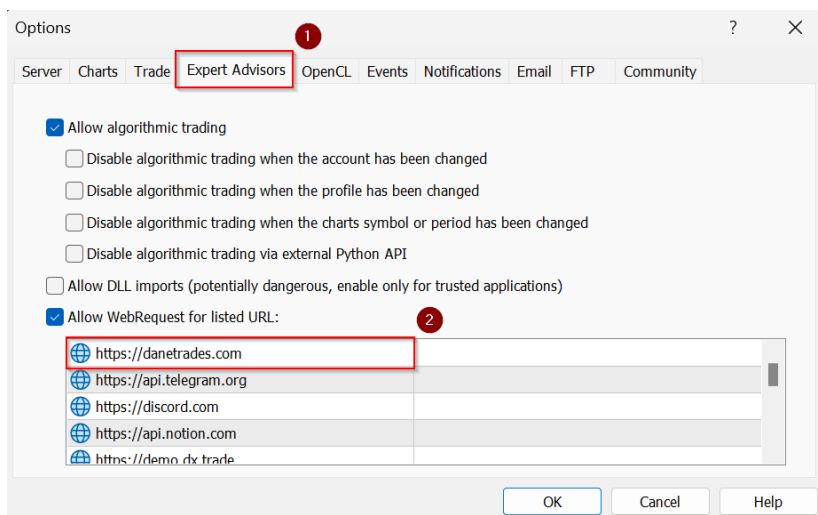 Options ? X
1
Server Charts Trade Expert Advisors OpenCL Events Notifications Email FTP Community
Allow algorithmic trading
Disable algorithmic trading when the account has been changed
Disable algorithmic trading when the profile has been changed
Disable algorithmic trading when the charts symbol or period has been changed
Disable algorithmic trading via external Python API
Allow DLL imports (potentially dangerous, enable only for trusted applications)
Allow WebRequest for listed URL:
2
https://danetrades.com
https://api.telegram.org
https://discord.com
https://api.notion.com
https://demo.dx.trade
OK Cancel Help